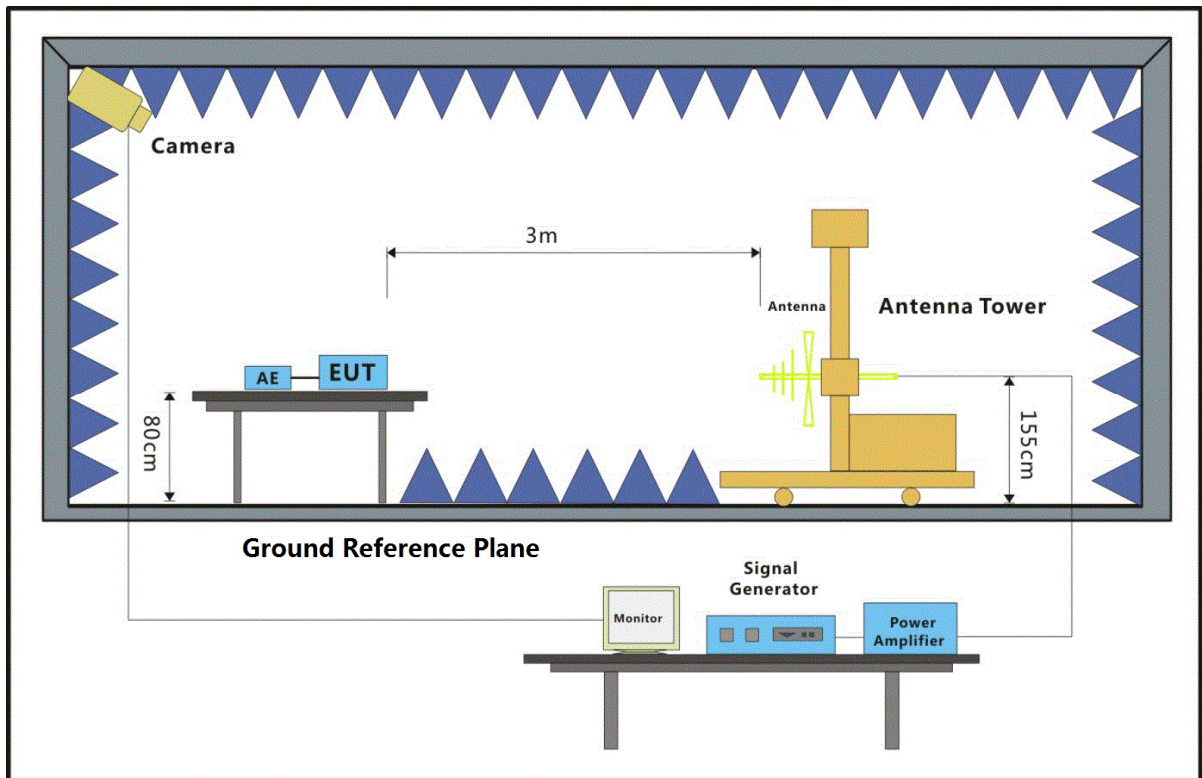 Camera
3m
Antenna
Antenna Tower
AE
EUT
80cm
155cm
Ground Reference Plane
Signal
Generator
Monitor
Power
Amplifier